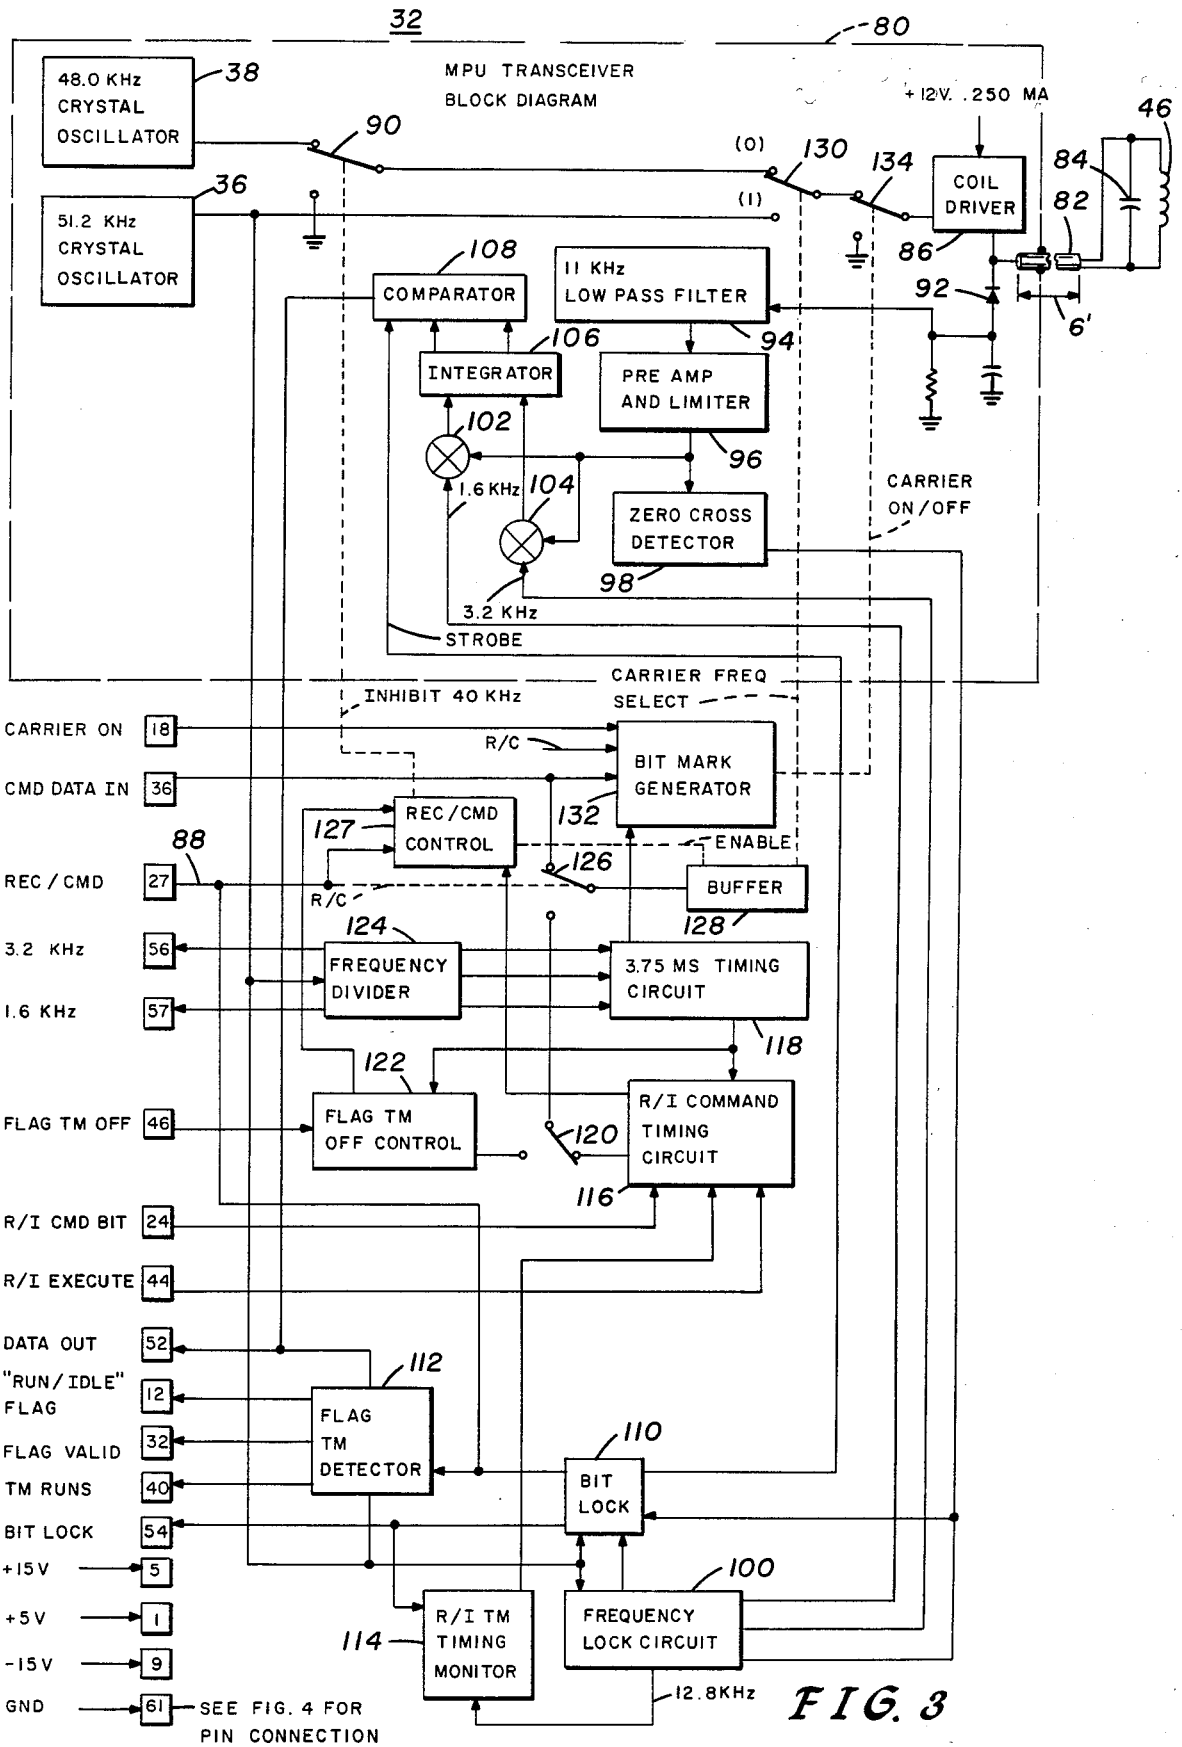 32
80
48.0 KHz
CRYSTAL
OSCILLATOR
38
MPU TRANSCEIVER
BLOCK DIAGRAM
+12V. .250 MA
46
90
(0)
130
134
84
COIL
DRIVER
82
36
(1)
51.2 KHz
CRYSTAL
OSCILLATOR
86
108
COMPARATOR
11 KHz
LOW PASS FILTER
92
6'
94
106
INTEGRATOR
PRE AMP
AND LIMITER
102
96
1.6 KHz
104
CARRIER
ON/OFF
ZERO CROSS
DETECTOR
98
3.2 KHz
STROBE
CARRIER FREQ
SELECT
INHIBIT 40 KHz
CARRIER ON
18
R/C
BIT MARK
GENERATOR
CMD DATA IN
36
132
127
REC/CMD
CONTROL
ENABLE
88
126
REC/CMD
27
R/C
BUFFER
128
124
3.2 KHz
56
FREQUENCY
DIVIDER
3.75 MS TIMING
CIRCUIT
1.6 KHz
57
118
122
FLAG TM OFF
46
FLAG TM
OFF CONTROL
120
R/I COMMAND
TIMING
CIRCUIT
116
R/I CMD BIT
24
R/I EXECUTE
44
DATA OUT
52
112
"RUN/IDLE"
FLAG
12
FLAG
TM
DETECTOR
FLAG VALID
32
110
TM RUNS
40
BIT
LOCK
BIT LOCK
54
+15V
5
100
+5V
1
R/I TM
TIMING
MONITOR
114
FREQUENCY
LOCK CIRCUIT
-15V
9
12.8KHz
GND
61
SEE FIG. 4 FOR
PIN CONNECTION
FIG. 3